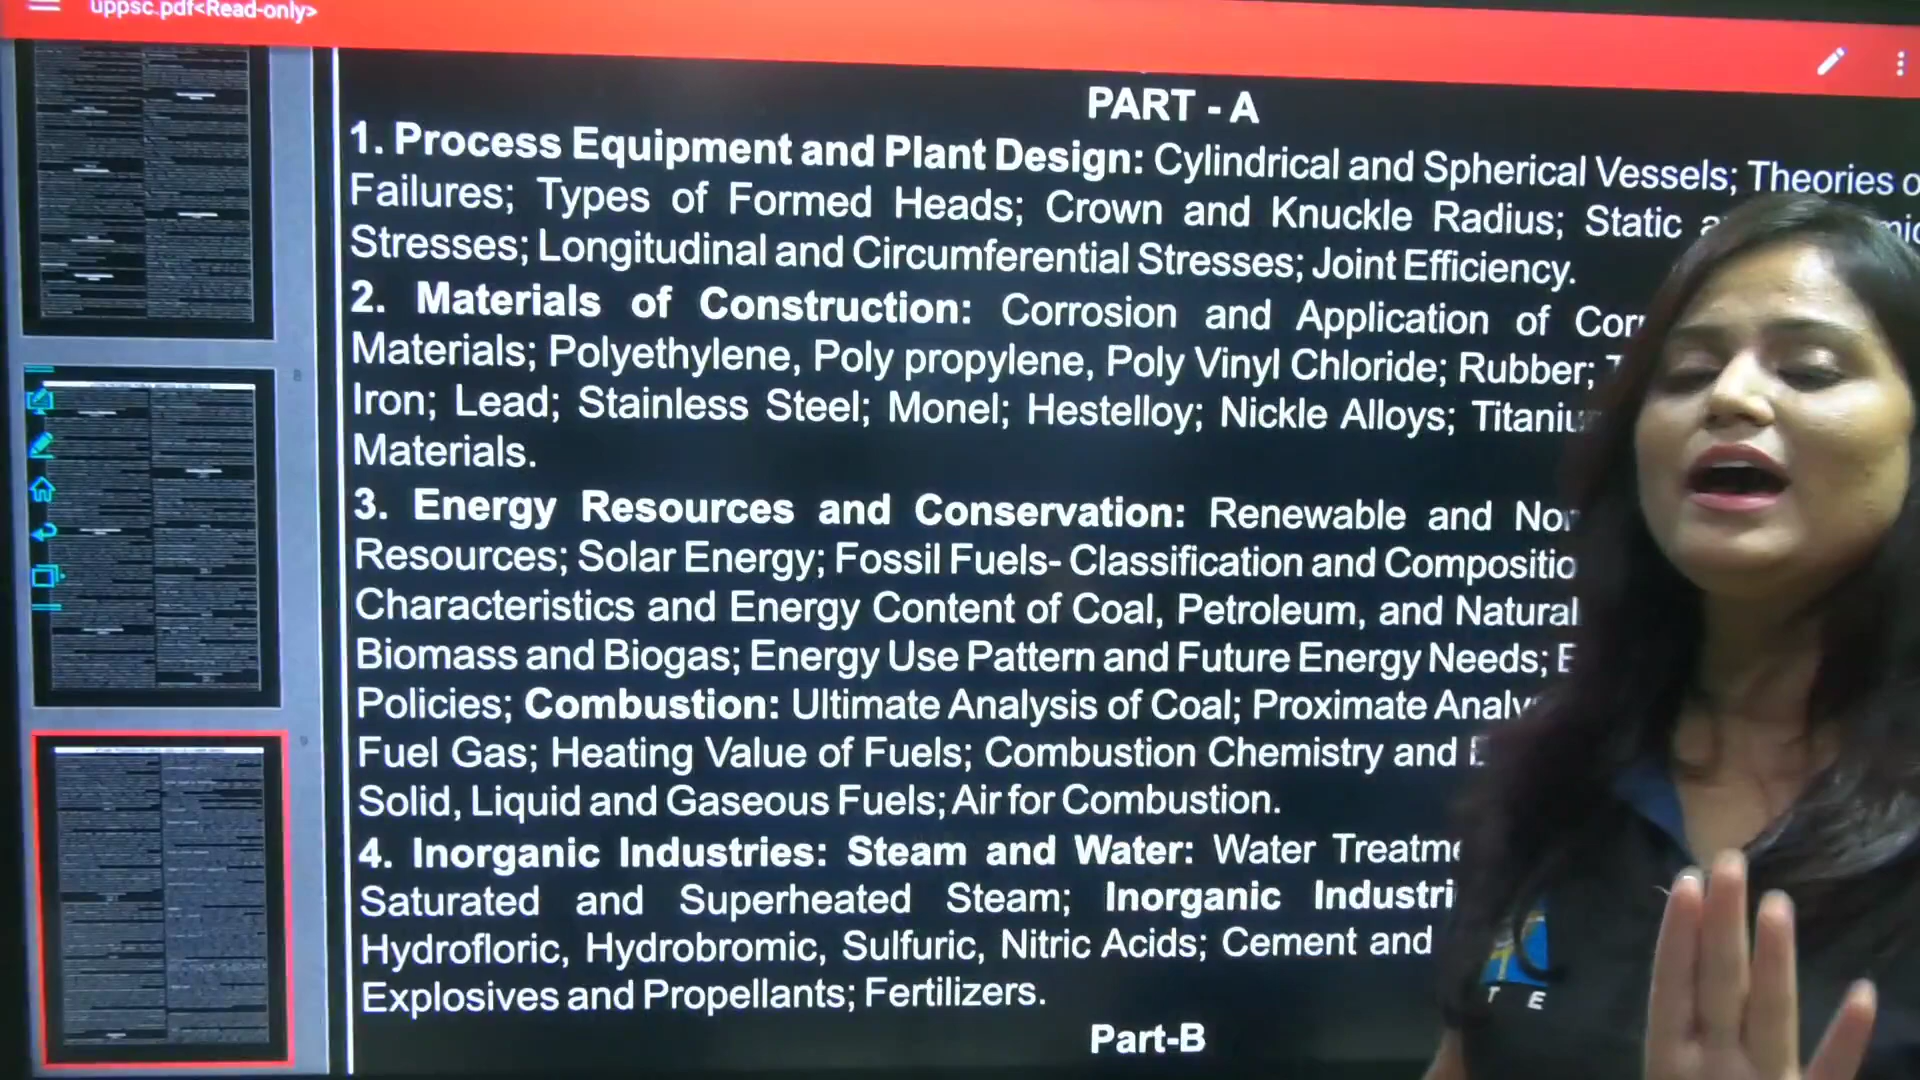 uppsc.pdf<Read-only>
PART - A
1. Process Equipment and Plant Design: Cylindrical and Spherical Vessels; Theories
Failures; Types of Formed Heads; Crown and Knuckle Radius; Static
Stresses; Longitudinal and Circumferential Stresses; Joint Efficiency.
2. Materials of Construction: Corrosion and Application of
Materials; Polyethylene, Poly propylene, Poly Vinyl Chloride; Rubber;
Iron; Lead; Stainless Steel; Monel; Hestelloy; Nickle Alloys;
Materials.
3. Energy Resources and Conservation: Renewable and
Resources; Solar Energy; Fossil Fuels- Classification and
Characteristics and Energy Content of Coal, Petroleum, and Natural
Biomass and Biogas; Energy Use Pattern and Future Energy Needs;
Policies; Combustion: Ultimate Analysis of Coal; Proximate
Fuel Gas; Heating Value of Fuels; Combustion Chemistry and
Solid, Liquid and Gaseous Fuels; Air for Combustion.
4. Inorganic Industries: Steam and Water: Water
Saturated and Superheated Steam; Inorganic
Hydrofloric, Hydrobromic, Sulfuric, Nitric Acids; Cement and
Explosives and Propellants; Fertilizers.
Part-B
8
9
T E